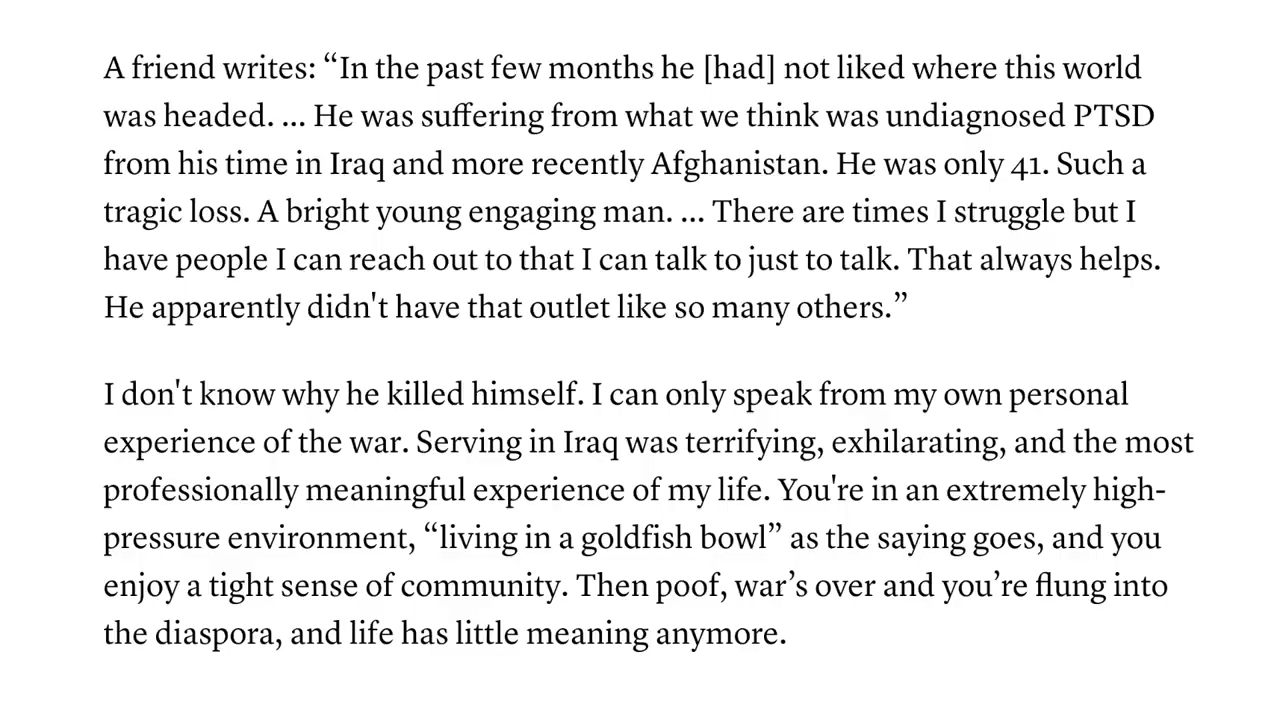 A friend writes: “In the past few months he [had] not liked where this world
was headed. ... He was suffering from what we think was undiagnosed PTSD
from his time in Iraq and more recently Afghanistan. He was only 41. Such a
tragic loss. A bright young engaging man. ... There are times I struggle but I
have people I can reach out to that I can talk to just to talk. That always helps.
He apparently didn't have that outlet like so many others.”
I don't know why he killed himself. I can only speak from my own personal
experience of the war. Serving in Iraq was terrifying, exhilarating, and the most
professionally meaningful experience of my life. You're in an extremely high-
pressure environment, “living in a goldfish bowl” as the saying goes, and you
enjoy a tight sense of community. Then poof, war’s over and you’re flung into
the diaspora, and life has little meaning anymore.